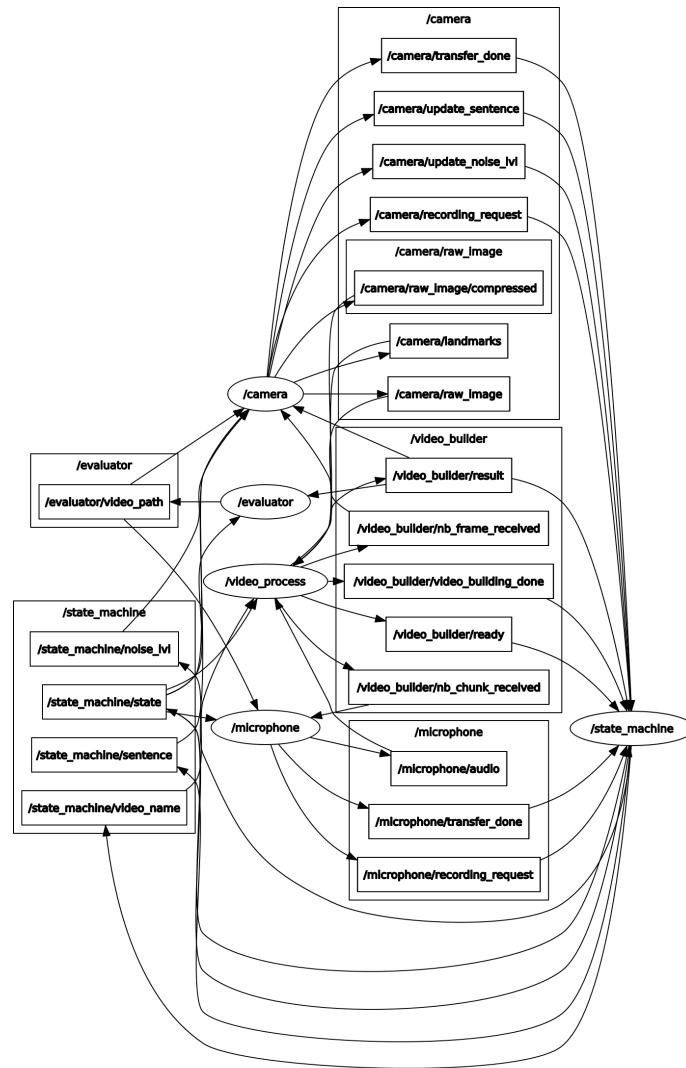 /camera
/camera/transfer_done
/camera/update_sentence
/camera/update_noise_lvl
/camera/recording_request
/camera/raw_image
/camera/raw_image/compressed
/camera/landmarks
/camera
/camera/raw_image
/video_builder
/evaluator
/video_builder/result
/evaluator/video_path
/evaluator
/video_builder/nb_frame_received
/video_process
/video_builder/video_building_done
/state_machine
/video_builder/ready
/state_machine/noise_lvl
/video_builder/nb_chunk_received
/state_machine/state
/microphone
/state_machine
/microphone
/state_machine/sentence
/microphone/audio
/state_machine/video_name
/microphone/transfer_done
/microphone/recording_request